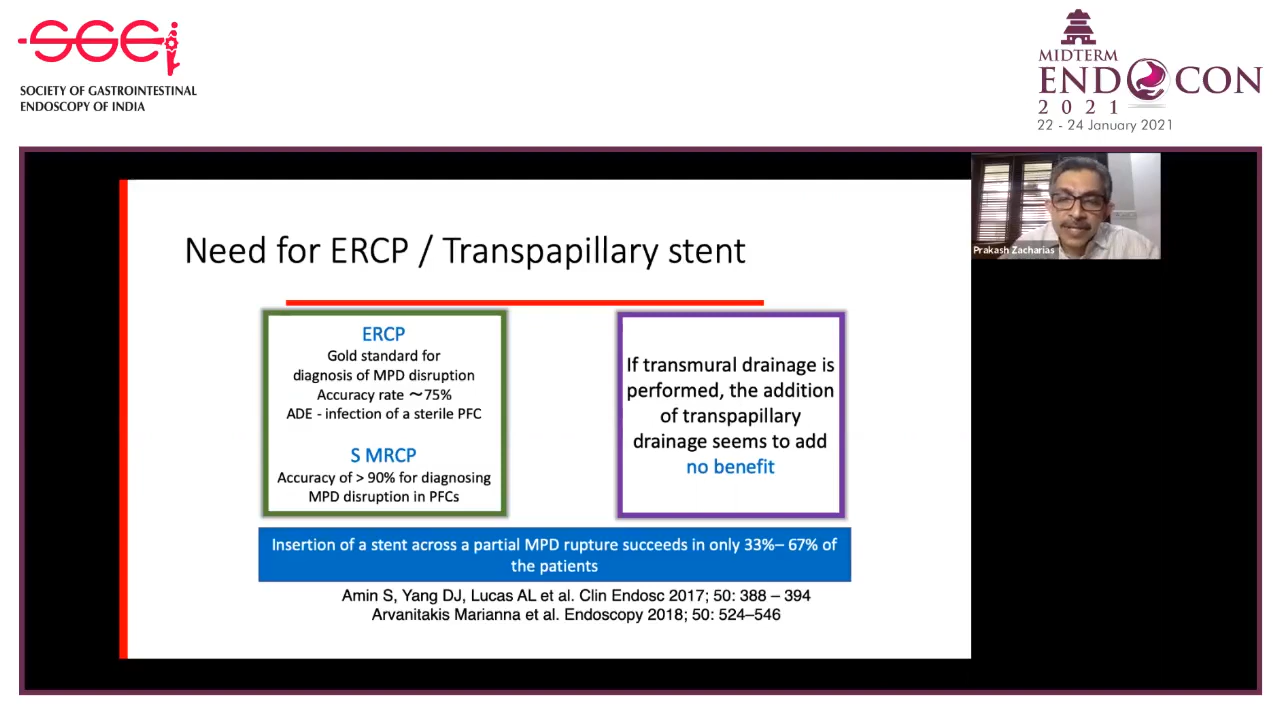 SGEi
SOCIETY OF GASTROINTESTINAL
ENDOSCOPY OF INDIA
MIDTERM
ENDOCON
2021
22 - 24 January 2021
Prakash Zacharias
Need for ERCP / Transpapillary stent
ERCP
Gold standard for
diagnosis of MPD disruption
Accuracy rate ~75%
ADE - infection of a sterile PFC
S MRCP
Accuracy of > 90% for diagnosing
MPD disruption in PFCs
If transmural drainage is
performed, the addition
of transpapillary
drainage seems to add
no benefit
Insertion of a stent across a partial MPD rupture succeeds in only 33%– 67% of
the patients
Amin S, Yang DJ, Lucas AL et al. Clin Endosc 2017; 50: 388 – 394
Arvanitakis Marianna et al. Endoscopy 2018; 50: 524–546